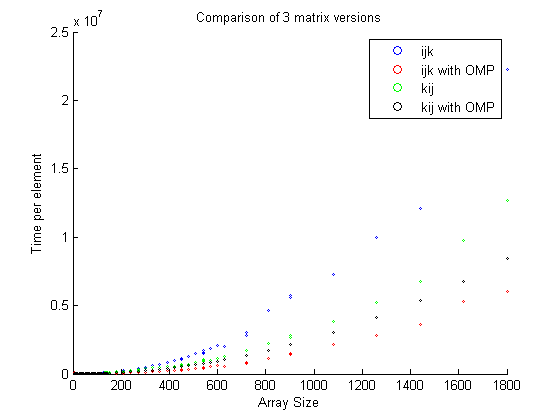 Comparison of 3 matrix versions
x 10^7
2.5
2
1.5
1
0.5
0
Time per element
ijk
ijk with OMP
kij
kij with OMP
0 200 400 600 800 1000 1200 1400 1600 1800
Array Size